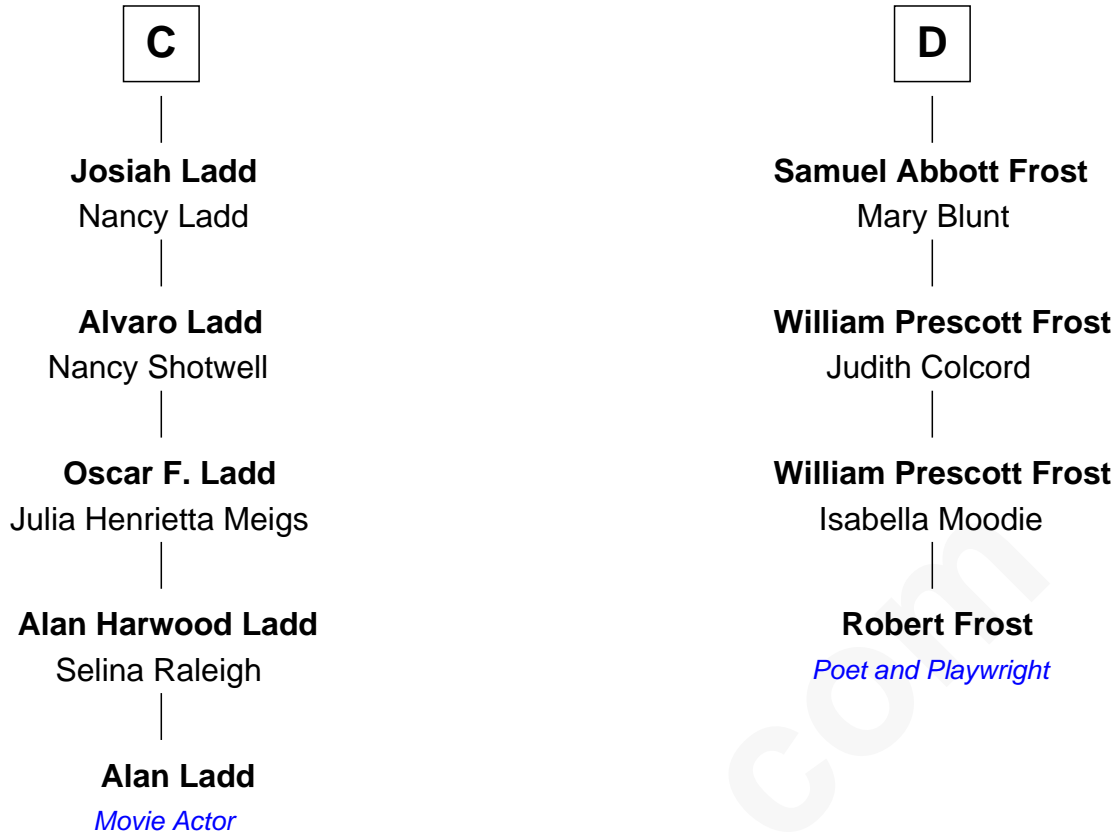 C
Josiah Ladd
Nancy Ladd
Alvaro Ladd
Nancy Shotwell
Oscar F. Ladd
Julia Henrietta Meigs
Alan Harwood Ladd
Selina Raleigh
Alan Ladd
Movie Actor
D
Samuel Abbott Frost
Mary Blunt
William Prescott Frost
Judith Colcord
William Prescott Frost
Isabella Moodie
Robert Frost
Poet and Playwright
com